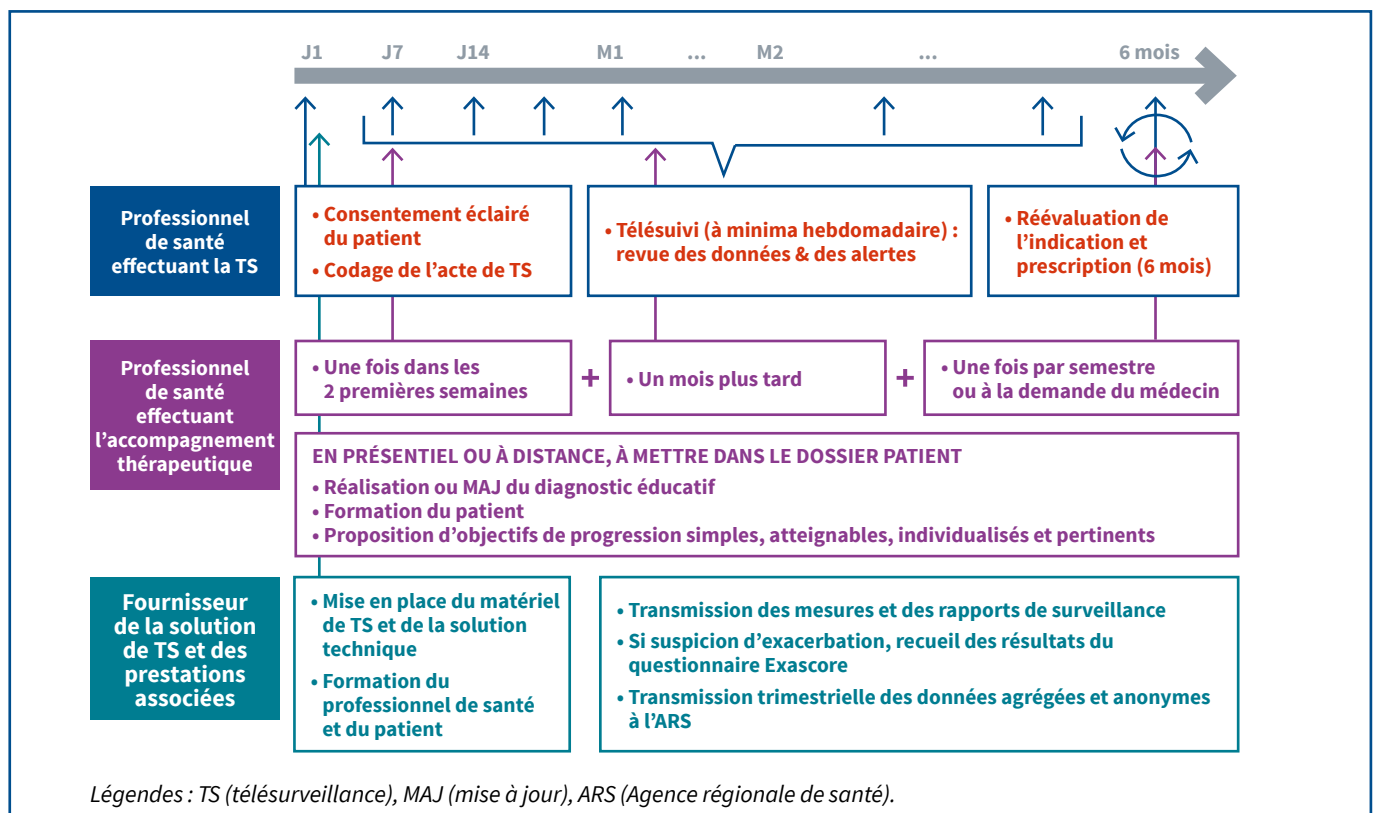 J1 J7 J14 M1 ... M2 ... 6 mois
Professionnel
de santé
effectuant la TS
• Consentement éclairé
du patient
• Codage de l’acte de TS
• Télésuivi (à minima hebdomadaire) :
revue des données & des alertes
• Réévaluation de
l’indication et
prescription (6 mois)
Professionnel
de santé
effectuant
l’accompagnement
thérapeutique
• Une fois dans les
2 premières semaines
+
• Un mois plus tard
+
• Une fois par semestre
ou à la demande du médecin
EN PRÉSENTIEL OU À DISTANCE, À METTRE DANS LE DOSSIER PATIENT
• Réalisation ou MAJ du diagnostic éducatif
• Formation du patient
• Proposition d’objectifs de progression simples, atteignables, individualisés et pertinents
Fournisseur
de la solution
de TS et des
prestations
associées
• Mise en place du matériel
de TS et de la solution
technique
• Formation du
professionnel de santé
et du patient
• Transmission des mesures et des rapports de surveillance
• Si suspicion d’exacerbation, recueil des résultats du
questionnaire Exascore
• Transmission trimestrielle des données agrégées et anonymes
à l’ARS
Légendes : TS (télésurveillance), MAJ (mise à jour), ARS (Agence régionale de santé).